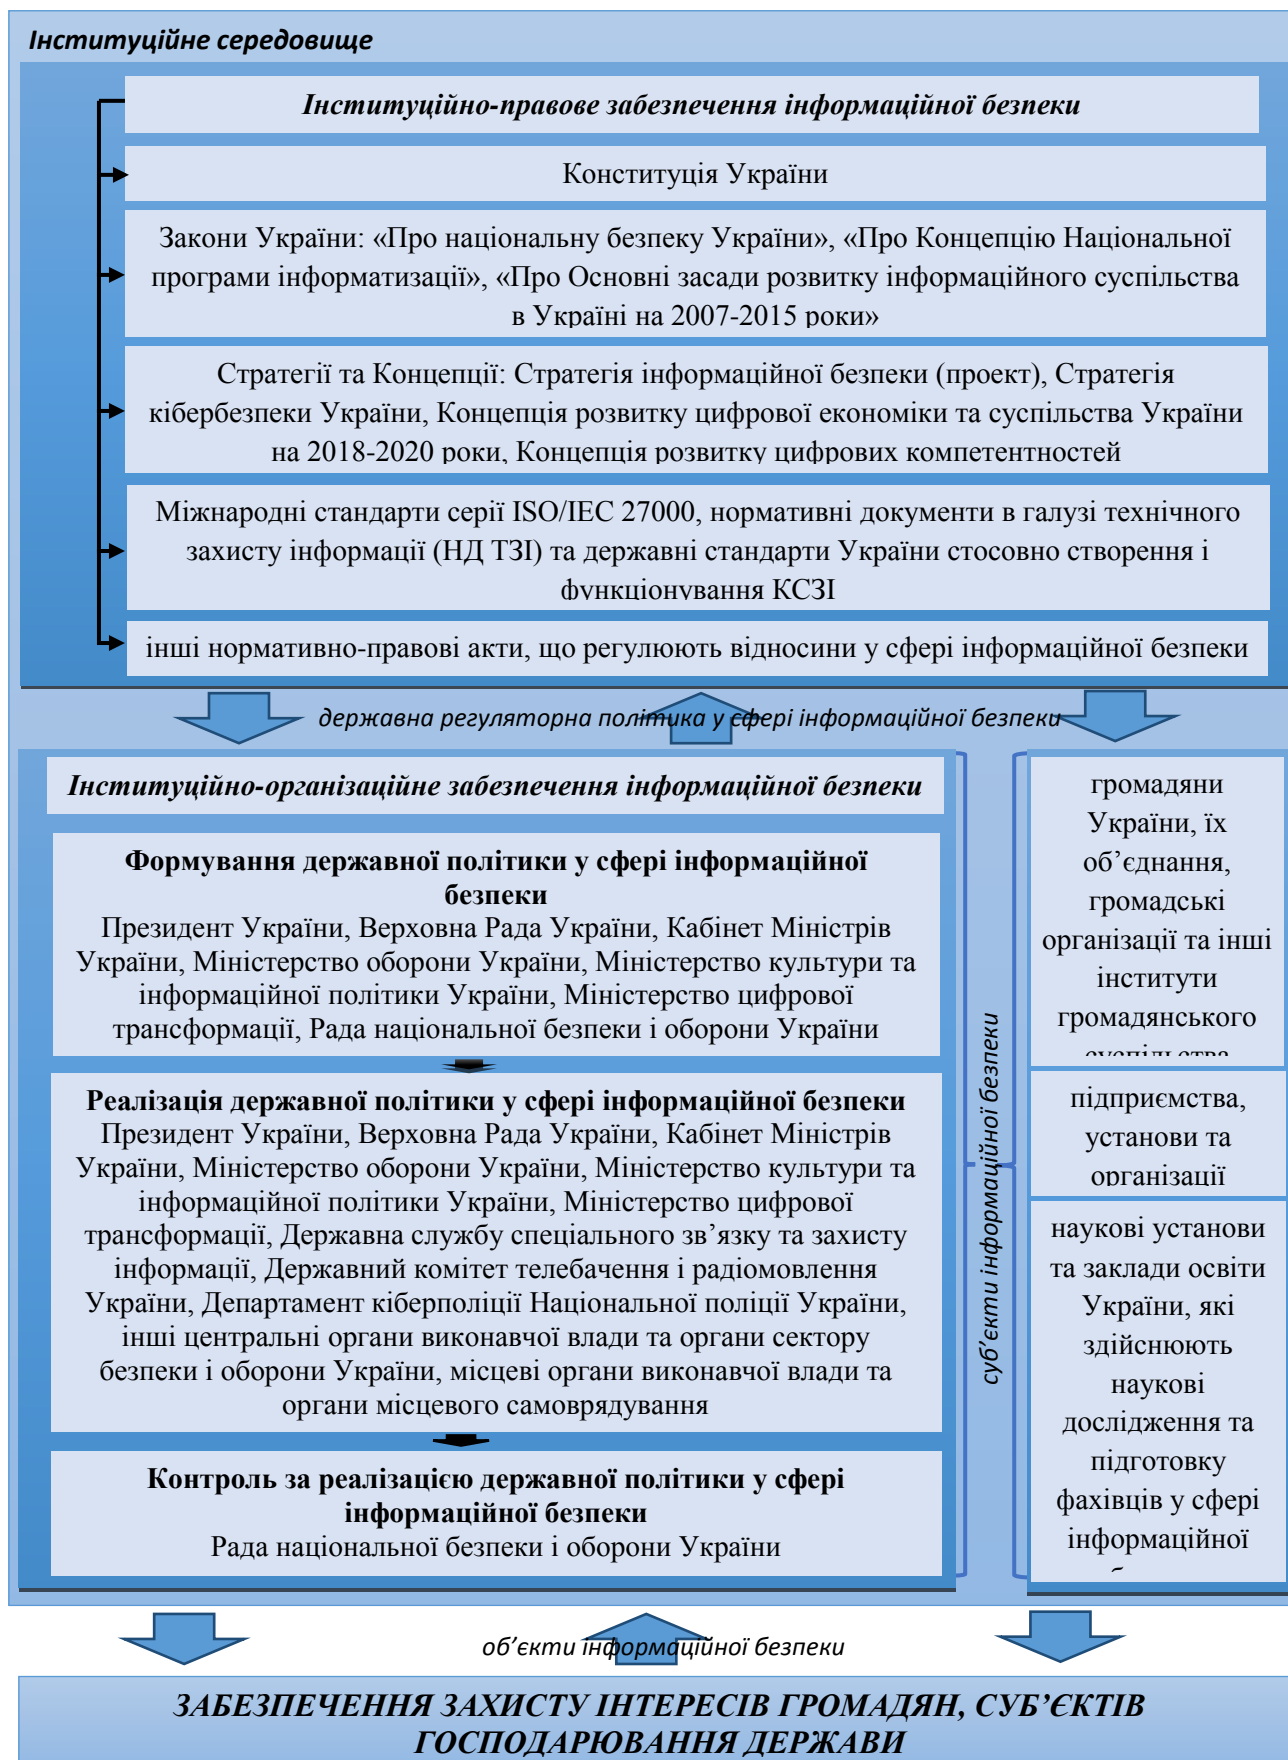 Інституційне середовище
Інституційно-правове забезпечення інформаційної безпеки
Конституція України
Закони України: «Про національну безпеку України», «Про Концепцію Національної
програми інформатизації», «Про Основні засади розвитку інформаційного суспільства
в Україні на 2007-2015 роки»
Стратегії та Концепції: Стратегія інформаційної безпеки (проект), Стратегія
кібербезпеки України, Концепція розвитку цифрової економіки та суспільства України
на 2018-2020 роки, Концепція розвитку цифрових компетентностей
Міжнародні стандарти серії ISO/IEC 27000, нормативні документи в галузі технічного
захисту інформації (НД ТЗІ) та державні стандарти України стосовно створення і
функціонування КСЗІ
інші нормативно-правові акти, що регулюють відносини у сфері інформаційної безпеки
державна регуляторна політика у сфері інформаційної безпеки
Інституційно-організаційне забезпечення інформаційної безпеки
Формування державної політики у сфері інформаційної
безпеки
Президент України, Верховна Рада України, Кабінет Міністрів
України, Міністерство оборони України, Міністерство культури та
інформаційної політики України, Міністерство цифрової
трансформації, Рада національної безпеки і оборони України
Реалізація державної політики у сфері інформаційної безпеки
Президент України, Верховна Рада України, Кабінет Міністрів
України, Міністерство оборони України, Міністерство культури та
інформаційної політики України, Міністерство цифрової
трансформації, Державна службу спеціального зв’язку та захисту
інформації, Державний комітет телебачення і радіомовлення
України, Департамент кіберполіції Національної поліції України,
інші центральні органи виконавчої влади та органи сектору
безпеки і оборони України, місцеві органи виконавчої влади та
органи місцевого самоврядування
Контроль за реалізацією державної політики у сфері
інформаційної безпеки
Рада національної безпеки і оборони України
суб’єкти інформаційної безпеки
громадяни
України, їх
об’єднання,
громадські
організації та інші
інститути
громадянського
суспільства
підприємства,
установи та
організації
наукові установи
та заклади освіти
України, які
здійснюють
наукові
дослідження та
підготовку
фахівців у сфері
інформаційної
об’єкти інформаційної безпеки
ЗАБЕЗПЕЧЕННЯ ЗАХИСТУ ІНТЕРЕСІВ ГРОМАДЯН, СУБ’ЄКТІВ
ГОСПОДАРЮВАННЯ ДЕРЖАВИ